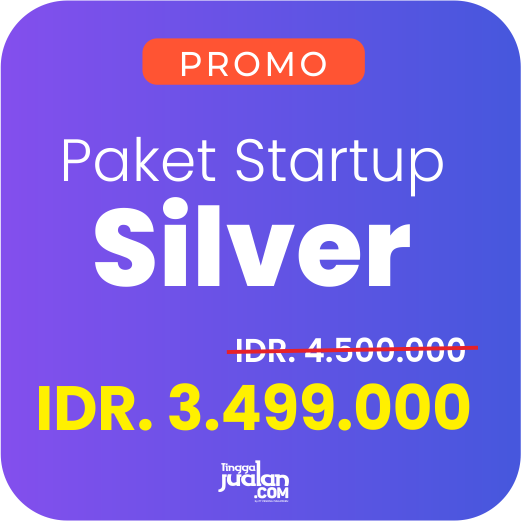 PROMO
Paket Startup
Silver
IDR. 4.500.000
IDR. 3.499.000
Tinggal
jualan
.COM